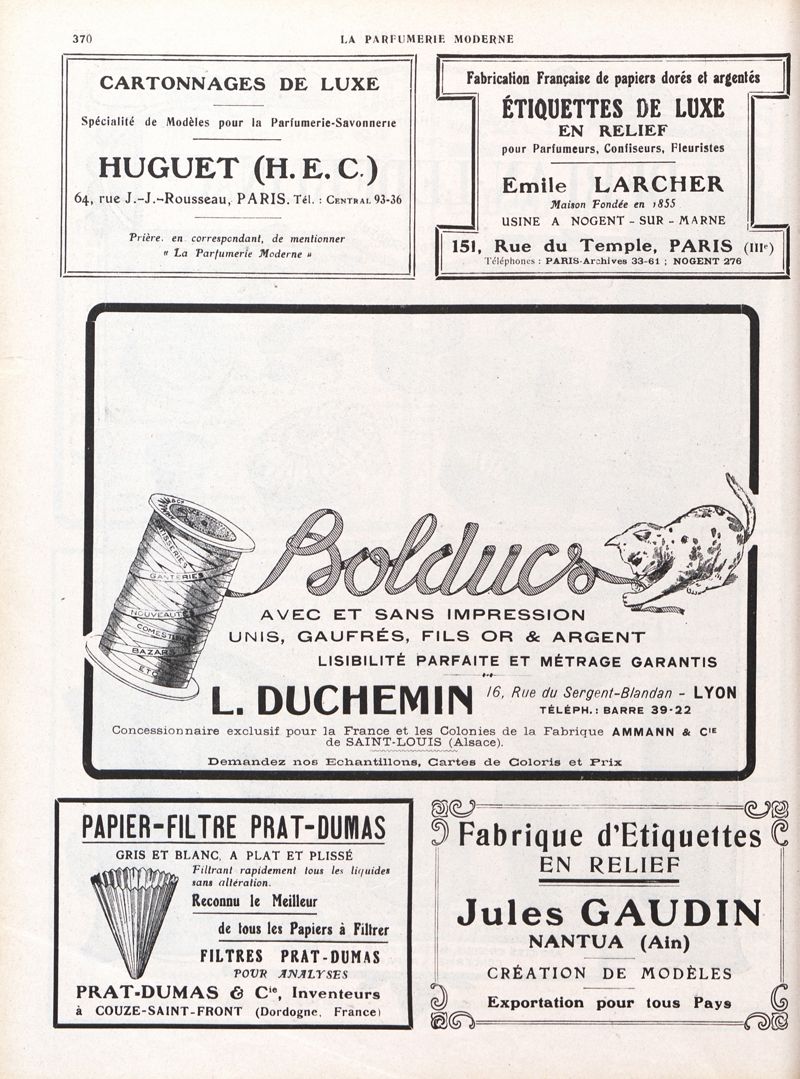 370
LA PARFUMERIE MODERNE
CARTONNAGES DE LUXE
Spécialité de Modèles pour la Parfumerie-Savonnerie
HUGUET (H. E. C.)
64, rue J.-J.-Rousseau, PARIS. Tél. : CENTRAL 93-36
Prière, en correspondant, de mentionner
« La Parfumerie Moderne »
Fabrication Française de papiers dorés et argentés
ÉTIQUETTES DE LUXE
EN RELIEF
pour Parfumeurs, Confiseurs, Fleuristes
Emile LARCHER
Maison Fondée en 1855
USINE A NOGENT-SUR-MARNE
151, Rue du Temple, PARIS (IIIe)
Téléphones : PARIS-Archives 33-61 ; NOGENT 276
GANTERIES
NOUVEAUTÉS
COMESTIBLES
BAZARS
ETC
Bolducs
AVEC ET SANS IMPRESSION
UNIS, GAUFRÉS, FILS OR & ARGENT
LISIBILITÉ PARFAITE ET MÉTRAGE GARANTIS
L. DUCHEMIN 16, Rue du Sergent-Blandan - LYON
TÉLÉPH.: BARRE 39-22
Concessionnaire exclusif pour la France et les Colonies de la Fabrique AMMANN & CIE
de SAINT-LOUIS (Alsace).
Demandez nos Echantillons, Cartes de Coloris et Prix
PAPIER-FILTRE PRAT-DUMAS
GRIS ET BLANC, A PLAT ET PLISSÉ
Filtrant rapidement tous les liquides
sans altération.
Reconnu le Meilleur
de tous les Papiers à Filtrer
FILTRES PRAT-DUMAS
POUR ANALYSES
PRAT-DUMAS & Cie, Inventeurs
à COUZE-SAINT-FRONT (Dordogne, France)
Fabrique d'Etiquettes
EN RELIEF
Jules GAUDIN
NANTUA (Ain)
CRÉATION DE MODÈLES
Exportation pour tous Pays